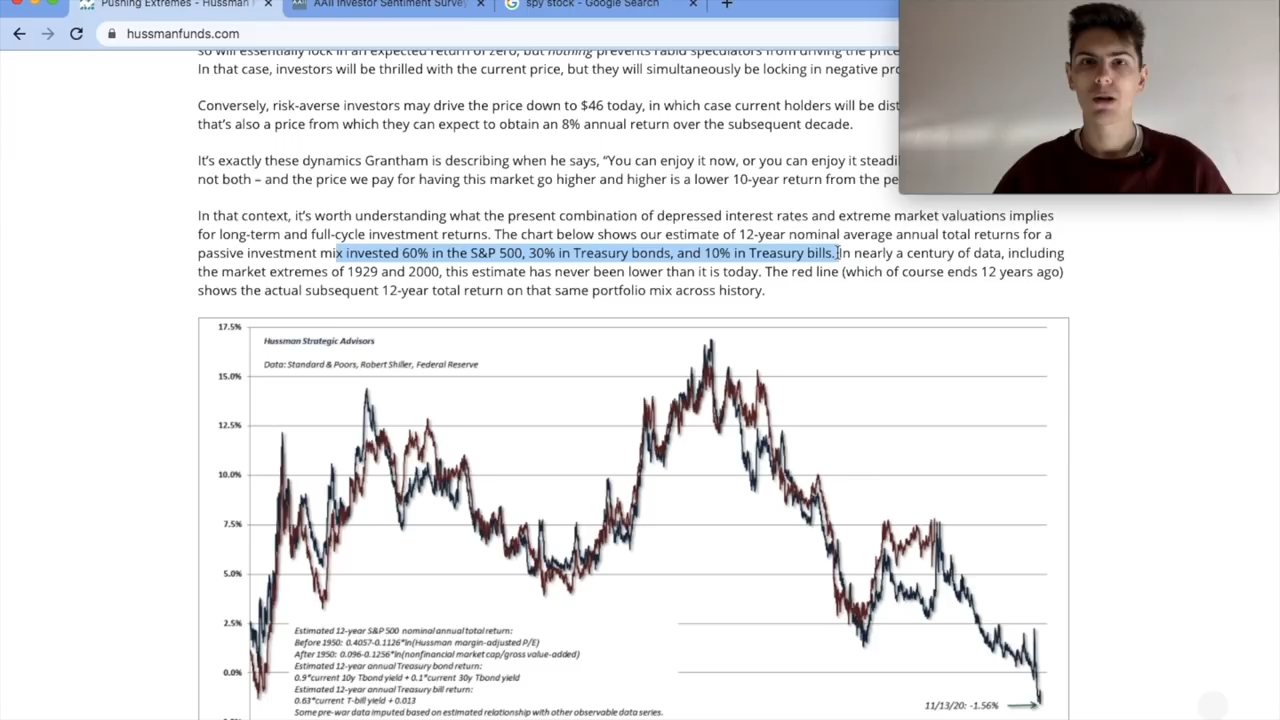 Pushing Extremes - Hussman F
AAII Investor Sentiment Survey
spy stock - Google Search
hussmanfunds.com
so will essentially lock in an expected return of zero, but nothing prevents rabid speculators from driving the price
In that case, investors will be thrilled with the current price, but they will simultaneously be locking in negative pro
Conversely, risk-averse investors may drive the price down to $46 today, in which case current holders will be dist
that's also a price from which they can expect to obtain an 8% annual return over the subsequent decade.
It's exactly these dynamics Grantham is describing when he says, “You can enjoy it now, or you can enjoy it steadil
not both – and the price we pay for having this market go higher and higher is a lower 10-year return from the pe
In that context, it's worth understanding what the present combination of depressed interest rates and extreme market valuations implies
for long-term and full-cycle investment returns. The chart below shows our estimate of 12-year nominal average annual total returns for a
passive investment mix invested 60% in the S&P 500, 30% in Treasury bonds, and 10% in Treasury bills. In nearly a century of data, including
the market extremes of 1929 and 2000, this estimate has never been lower than it is today. The red line (which of course ends 12 years ago)
shows the actual subsequent 12-year total return on that same portfolio mix across history.
17.5%
Hussman Strategic Advisors
Data: Standard & Poors, Robert Shiller, Federal Reserve
15.0%
12.5%
10.0%
7.5%
5.0%
2.5%
Estimated 12-year S&P 500 nominal annual total return:
Before 1950: 0.4057-0.1126*ln(Hussman margin-adjusted P/E)
After 1950: 0.096-0.1256*ln(nonfinancial market cap/gross value-added)
Estimated 12-year annual Treasury bond return:
0.0%
0.9*current 10y Tbond yield + 0.1*current 30y Tbond yield
Estimated 12-year annual Treasury bill return:
0.63*current T-bill yield + 0.013
Some pre-war data imputed based on estimated relationship with other observable data series.
11/13/20: -1.56%